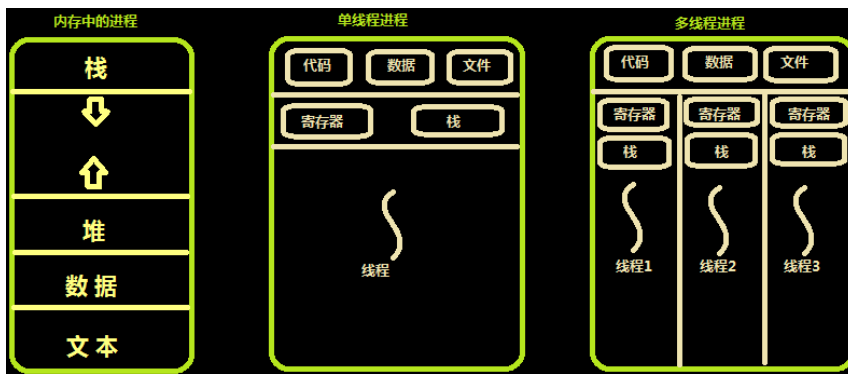 内存中的进程
栈
堆
数据
文本
单线程进程
代码 数据 文件
寄存器 栈
线程
多线程进程
代码 数据 文件
寄存器 寄存器 寄存器
栈 栈 栈
线程1 线程2 线程3